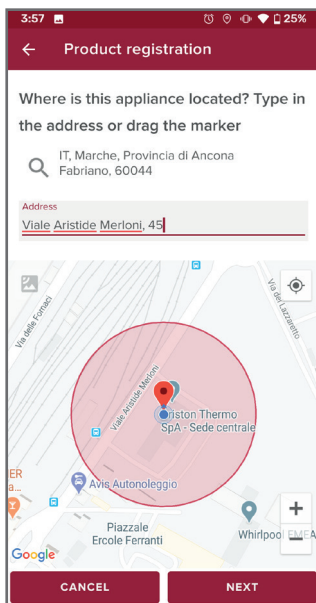 3:57
25%
Product registration
Where is this appliance located? Type in
the address or drag the marker
IT, Marche, Provincia di Ancona
Fabriano, 60044
Address
Viale Aristide Merloni, 45
Via delle Fornaci
Via dei Lazzaretto
Viale Aristide Merloni
riston Thermo
SpA - Sede centrale
ER
a...
Avis Autonoleggio
Piazzale
Ercole Ferranti
Whirlpool EMEA
Google
CANCEL
NEXT